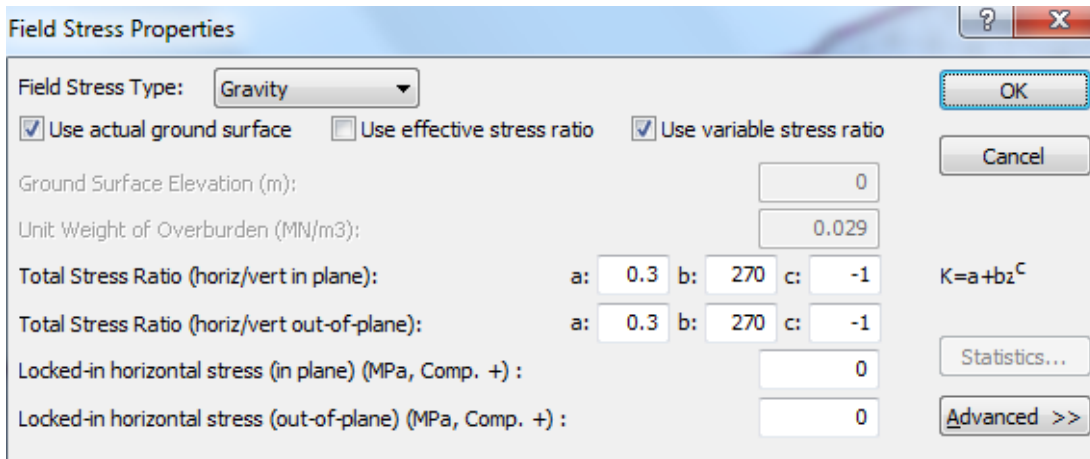 Field Stress Properties ? X
Field Stress Type: Gravity OK
Use actual ground surface Use effective stress ratio Use variable stress ratio
Cancel
Ground Surface Elevation (m): 0
Unit Weight of Overburden (MN/m3): 0.029
Total Stress Ratio (horiz/vert in plane): a: 0.3 b: 270 c: -1 K=a+bz^c
Total Stress Ratio (horiz/vert out-of-plane): a: 0.3 b: 270 c: -1
Locked-in horizontal stress (in plane) (MPa, Comp. +) : 0 Statistics...
Locked-in horizontal stress (out-of-plane) (MPa, Comp. +) : 0 Advanced >>